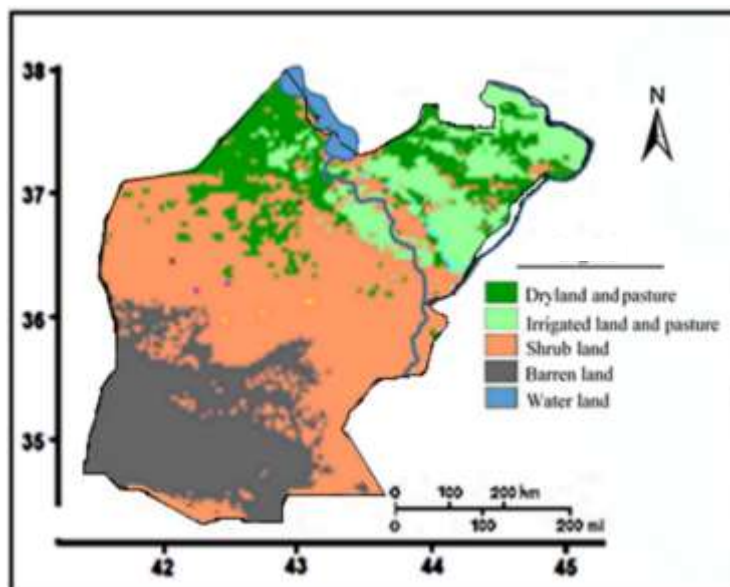 38
37
36
35
42
43
44
45
N
Dryland and pasture
Irrigated land and pasture
Shrub land
Barren land
Water land
0 100 200 km
0 100 200 mi